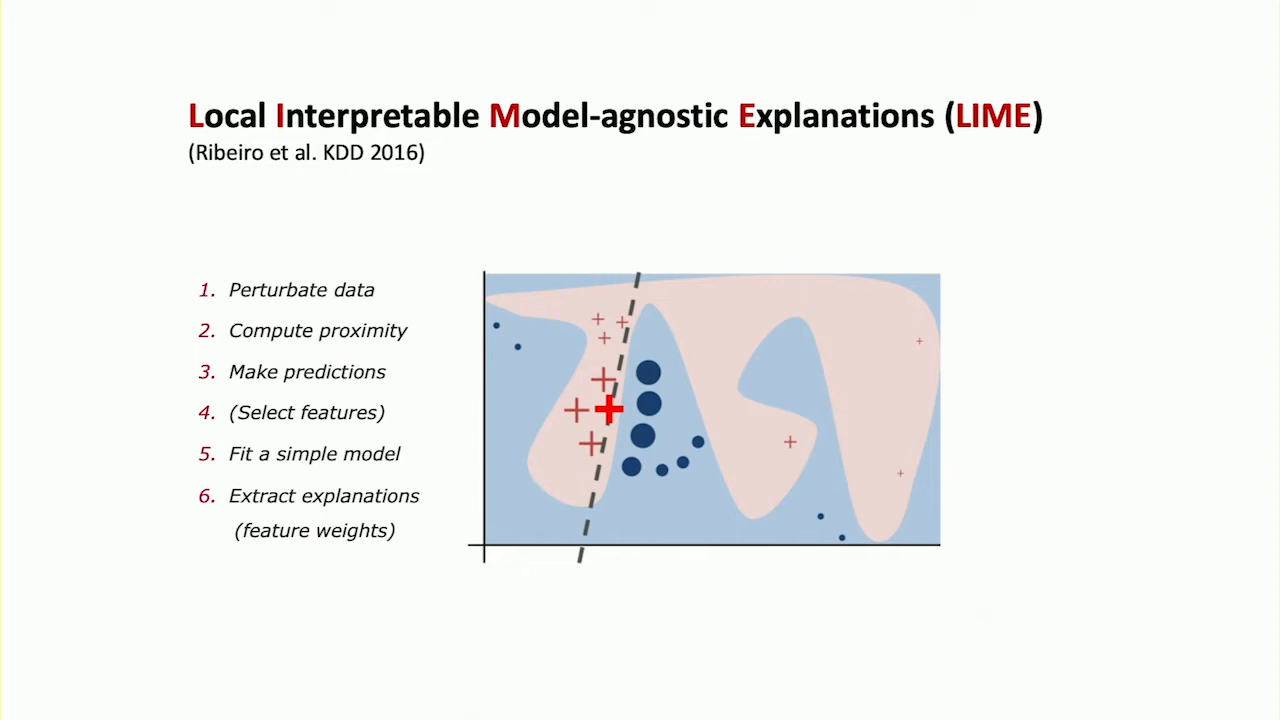 Local Interpretable Model-agnostic Explanations (LIME)
(Ribeiro et al. KDD 2016)
1. Perturbate data
2. Compute proximity
3. Make predictions
4. (Select features)
5. Fit a simple model
6. Extract explanations
(feature weights)